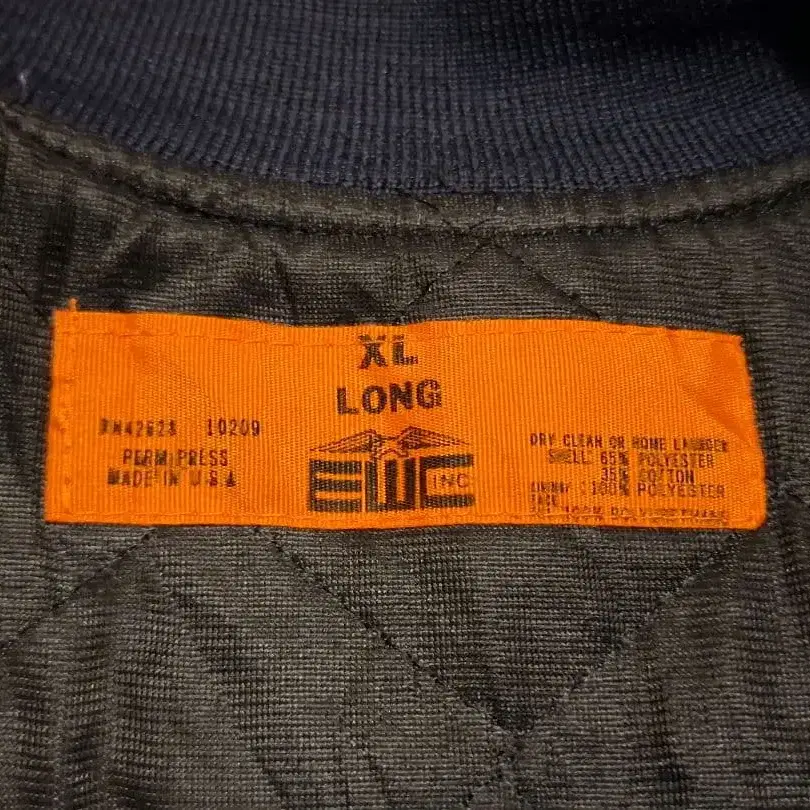 XL
LONG
RN42628 10209
PERM PRESS
MADE IN U S A
EWC INC
DRY CLEAN OR HOME
SHELL: 65% POLYESTER
35% COTTON
: 100% POLYESTER